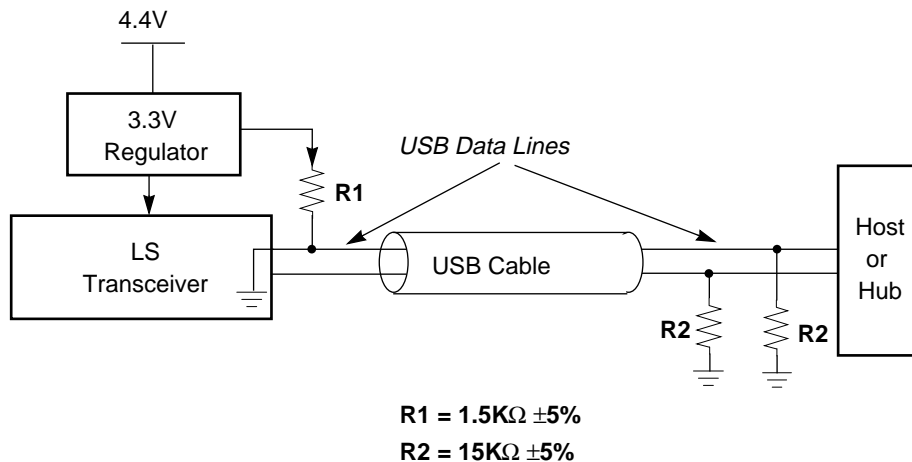 4.4V
3.3V
Regulator
USB Data Lines
R1
LS
Transceiver
USB Cable
Host
or
Hub
R2
R2
R1 = 1.5KΩ ±5%
R2 = 15KΩ ±5%